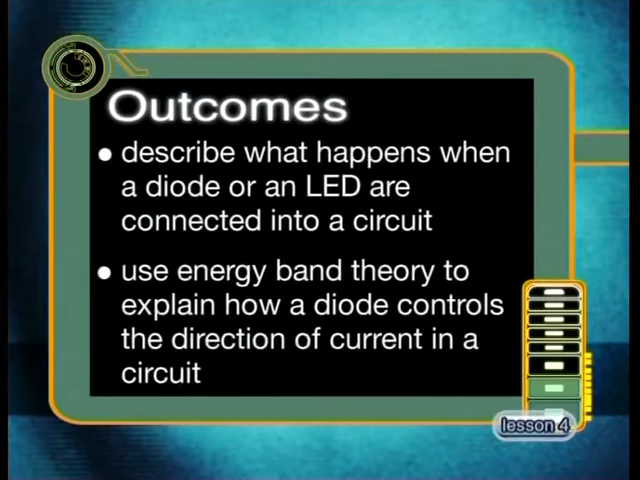 Outcomes
● describe what happens when
a diode or an LED are
connected into a circuit
● use energy band theory to
explain how a diode controls
the direction of current in a
circuit
lesson 4